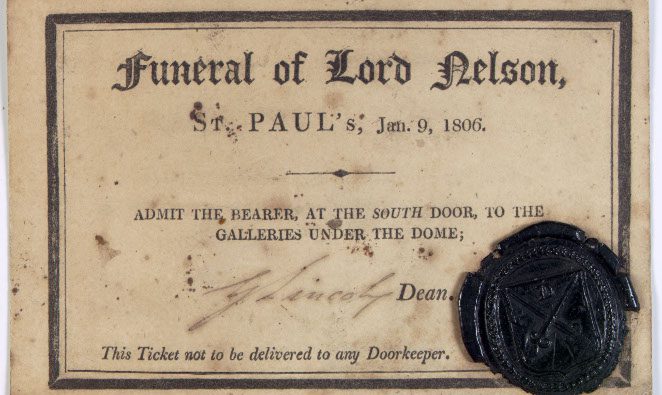 Funeral of Lord Nelson,
ST. PAUL's, Jan. 9, 1806.
ADMIT THE BEARER, AT THE SOUTH DOOR, TO THE
GALLERIES UNDER THE DOME;
G Lincoln Dean.
This Ticket not to be delivered to any Doorkeeper.
D